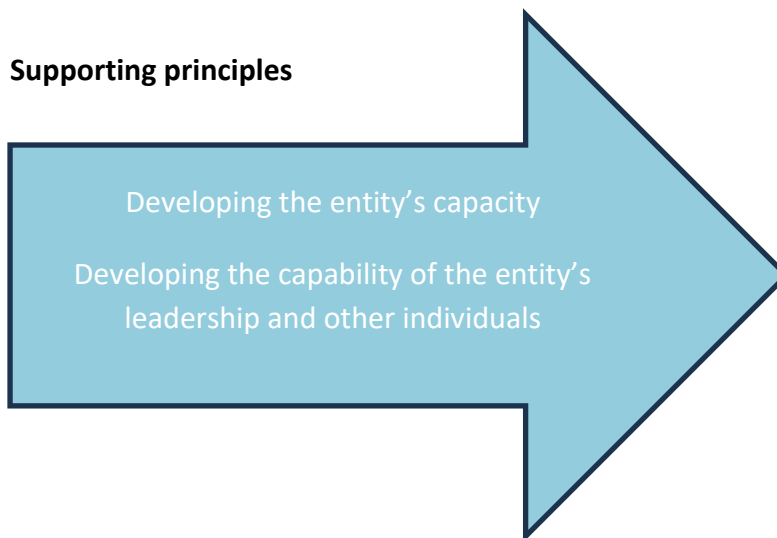 Supporting principles
Developing the entity’s capacity
Developing the capability of the entity’s
leadership and other individuals